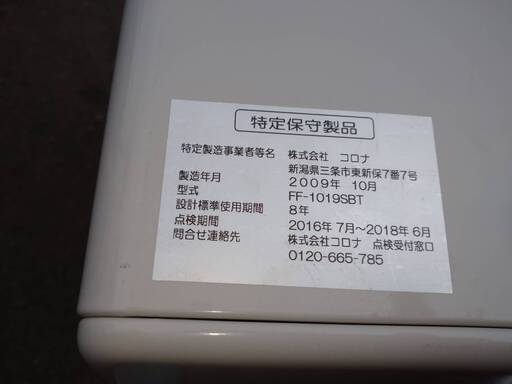 特定保守製品
特定製造事業者等名 株式会社 コロナ
新潟県三条市東新保7番7号
製造年月 2009年 10月
型式 FF-1019SBT
設計標準使用期間 8年
点検期間 2016年 7月～2018年 6月
問合せ連絡先 株式会社コロナ 点検受付窓口
0120-665-785